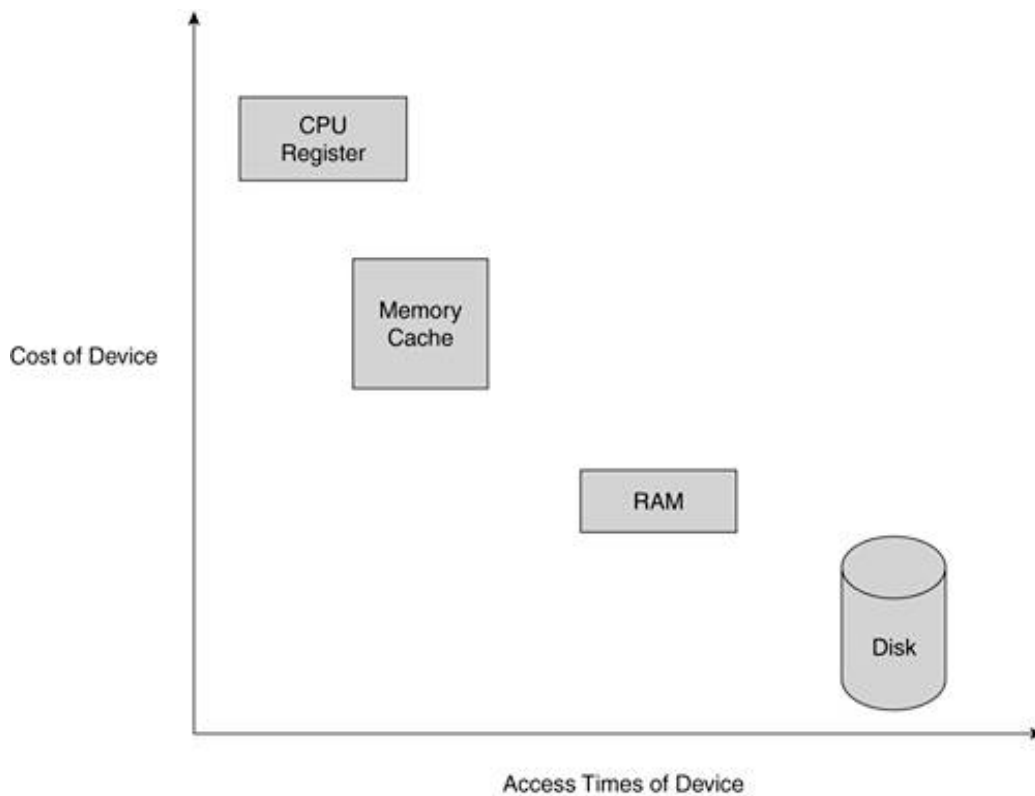 CPU
Register
Memory
Cache
Cost of Device
RAM
Disk
Access Times of Device